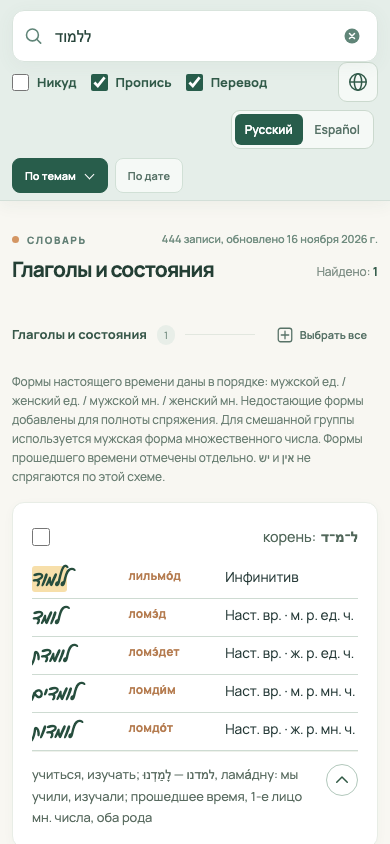 ללמוד
Никуд Пропись Перевод
Русский Español
По темам По дате
СЛОВАРЬ 444 записи, обновлено 16 ноября 2026 г.
Глаголы и состояния Найдено: 1
Глаголы и состояния 1 Выбрать все
Формы настоящего времени даны в порядке: мужской ед. /
женский ед. / мужской мн. / женский мн. Недостающие формы
добавлены для полноты спряжения. Для смешанной группы
используется мужская форма множественного числа. Формы
прошедшего времени отмечены отдельно. יש и אין не
спрягаются по этой схеме.
корень: ל־מ־ד
ללמוד лильмо́д Инфинитив
לומד ломэ́д Наст. вр. · м. р. ед. ч.
לומדת ломэ́дет Наст. вр. · ж. р. ед. ч.
לומדים ломди́м Наст. вр. · м. р. мн. ч.
לומדות ломдо́т Наст. вр. · ж. р. мн. ч.
учиться, изучать; למדנו — לָמַדְנוּ, лама́дну: мы
учили, изучали; прошедшее время, 1-е лицо
мн. числа, оба рода